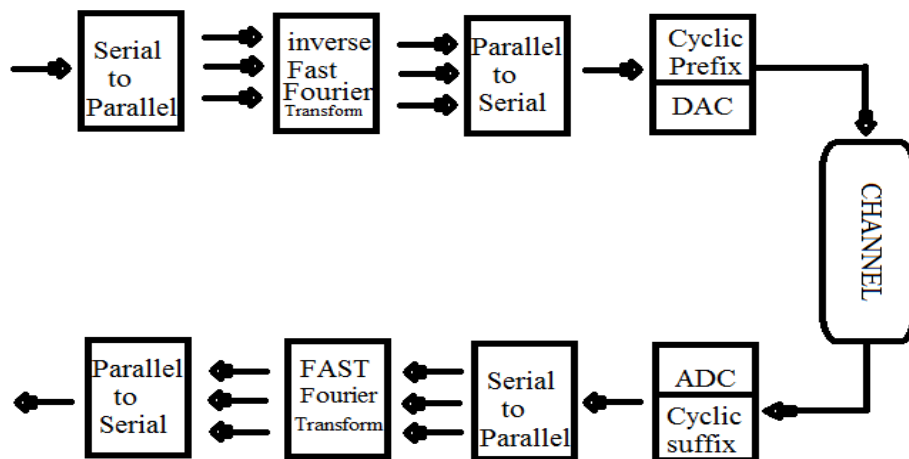 Serial
to
Parallel
inverse
Fast
Fourier
Transform
Parallel
to
Serial
Cyclic
Prefix
DAC
CHANNEL
Parallel
to
Serial
FAST
Fourier
Transform
Serial
to
Parallel
ADC
Cyclic
suffix